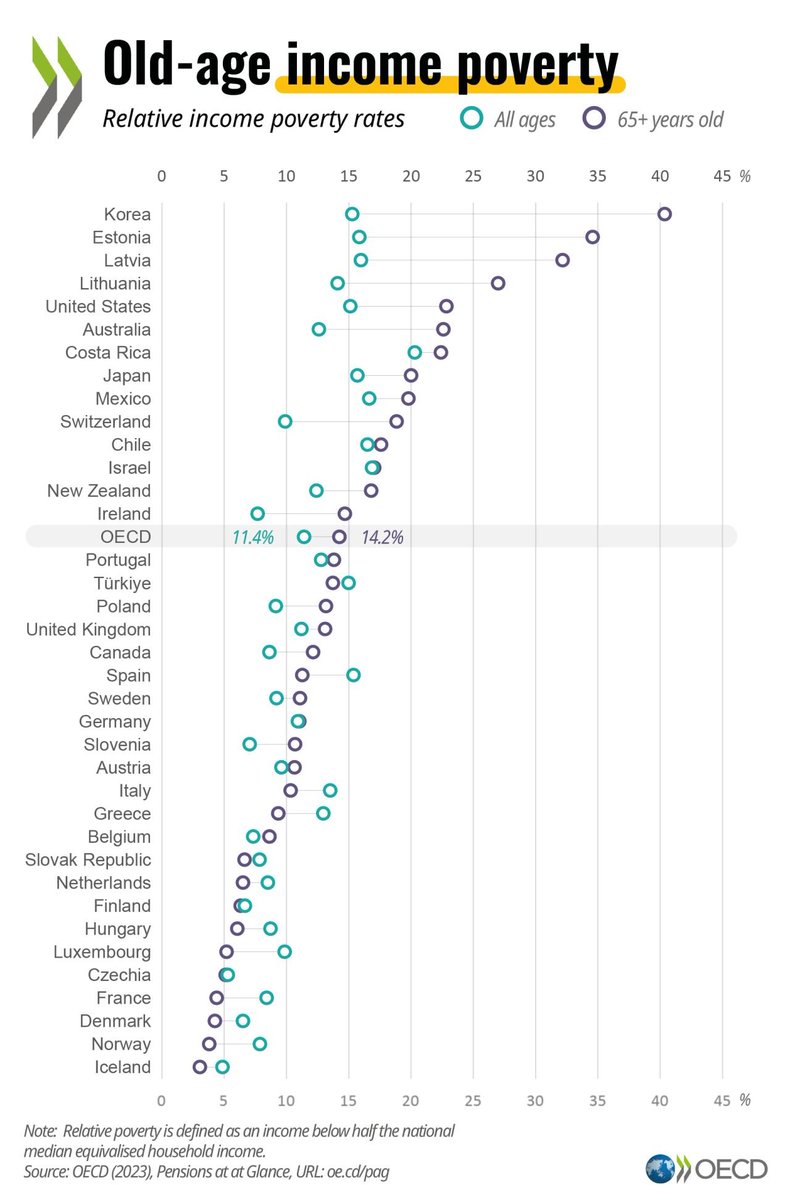 Old-age income poverty
Relative income poverty rates All ages 65+ years old
0 5 10 15 20 25 30 35 40 45 %
Korea
Estonia
Latvia
Lithuania
United States
Australia
Costa Rica
Japan
Mexico
Switzerland
Chile
Israel
New Zealand
Ireland
OECD 11.4% 14.2%
Portugal
Türkiye
Poland
United Kingdom
Canada
Spain
Sweden
Germany
Slovenia
Austria
Italy
Greece
Belgium
Slovak Republic
Netherlands
Finland
Hungary
Luxembourg
Czechia
France
Denmark
Norway
Iceland
0 5 10 15 20 25 30 35 40 45 %
Note: Relative poverty is defined as an income below half the national
median equivalised household income.
Source: OECD (2023), Pensions at at Glance, URL: oe.cd/pag
OECD